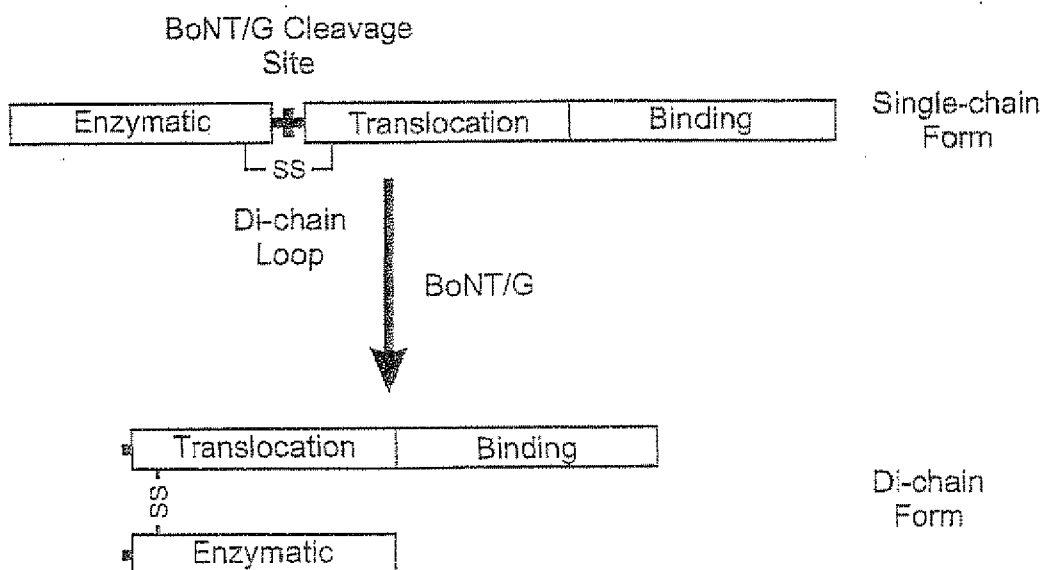 BoNT/G Cleavage
Site
Enzymatic
Translocation
Binding
Single-chain
Form
SS
Di-chain
Loop
BoNT/G
Translocation
Binding
SS
Di-chain
Form
Enzymatic